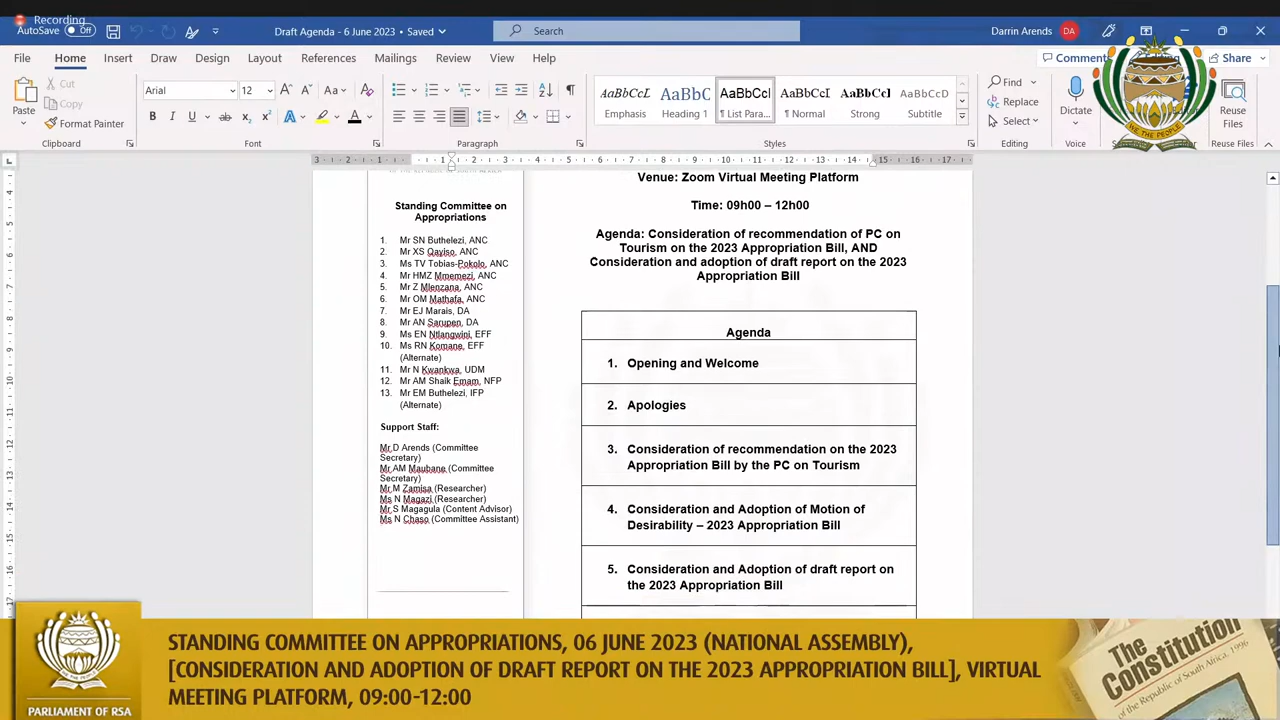 Recording
AutoSave Off
Draft Agenda - 6 June 2023 • Saved
Search
Darrin Arends DA
File Home Insert Draw Design Layout References Mailings Review View Help
Share
Paste
Cut
Copy
Format Painter
Clipboard
Arial 12
Font
Paragraph
AaBbCcL Emphasis
AaBbC Heading 1
AaBbCcI ¶ List Para...
AaBbCcI ¶ Normal
AaBbCcI Strong
AaBbCcD Subtitle
Styles
Find
Replace
Select
Editing
Dictate
Voice
Reuse Files
Reuse Files
Venue: Zoom Virtual Meeting Platform
Time: 09h00 – 12h00
Agenda: Consideration of recommendation of PC on
Tourism on the 2023 Appropriation Bill, AND
Consideration and adoption of draft report on the 2023
Appropriation Bill
Standing Committee on
Appropriations
1. Mr SN Buthelezi, ANC
2. Mr XS Qayiso, ANC
3. Ms TV Tobias-Pokolo, ANC
4. Mr HMZ Mmemezi, ANC
5. Mr Z Mlenzana, ANC
6. Mr OM Mathafa, ANC
7. Mr EJ Marais, DA
8. Mr AN Sarupen, DA
9. Ms EN Ntlangwini, EFF
10. Ms RN Komane, EFF
(Alternate)
11. Mr N Kwankwa, UDM
12. Mr AM Shaik Emam, NFP
13. Mr EM Buthelezi, IFP
(Alternate)
Support Staff:
Mr D Arends (Committee
Secretary)
Mr AM Maubane (Committee
Secretary)
Mr M Zamisa (Researcher)
Ms N Magazi (Researcher)
Mr S Magagula (Content Advisor)
Ms N Chaso (Committee Assistant)
Agenda
1. Opening and Welcome
2. Apologies
3. Consideration of recommendation on the 2023
Appropriation Bill by the PC on Tourism
4. Consideration and Adoption of Motion of
Desirability – 2023 Appropriation Bill
5. Consideration and Adoption of draft report on
the 2023 Appropriation Bill
STANDING COMMITTEE ON APPROPRIATIONS, 06 JUNE 2023 (NATIONAL ASSEMBLY),
[CONSIDERATION AND ADOPTION OF DRAFT REPORT ON THE 2023 APPROPRIATION BILL], VIRTUAL
MEETING PLATFORM, 09:00-12:00
PARLIAMENT OF RSA
The
Constitution
of the Republic of South Africa, 1996
WE THE PEOPLE